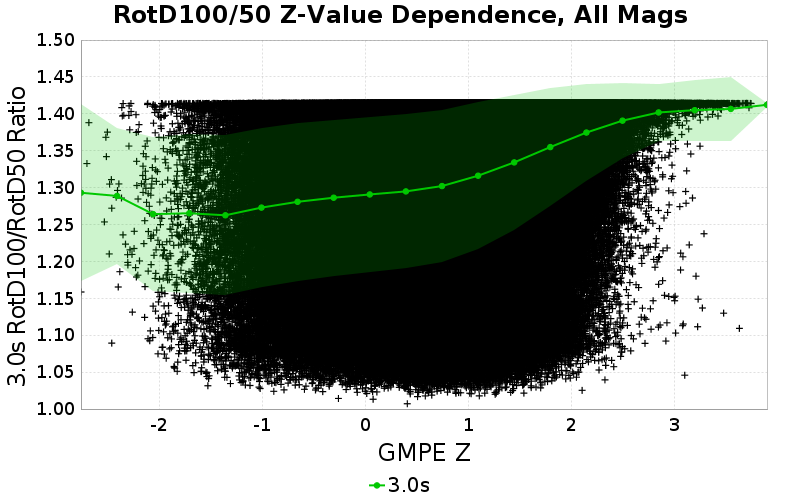 RotD100/50 Z-Value Dependence, All Mags
3.0s RotD100/RotD50 Ratio
1.50
1.45
1.40
1.35
1.30
1.25
1.20
1.15
1.10
1.05
1.00
-2 -1 0 1 2 3
GMPE Z
3.0s